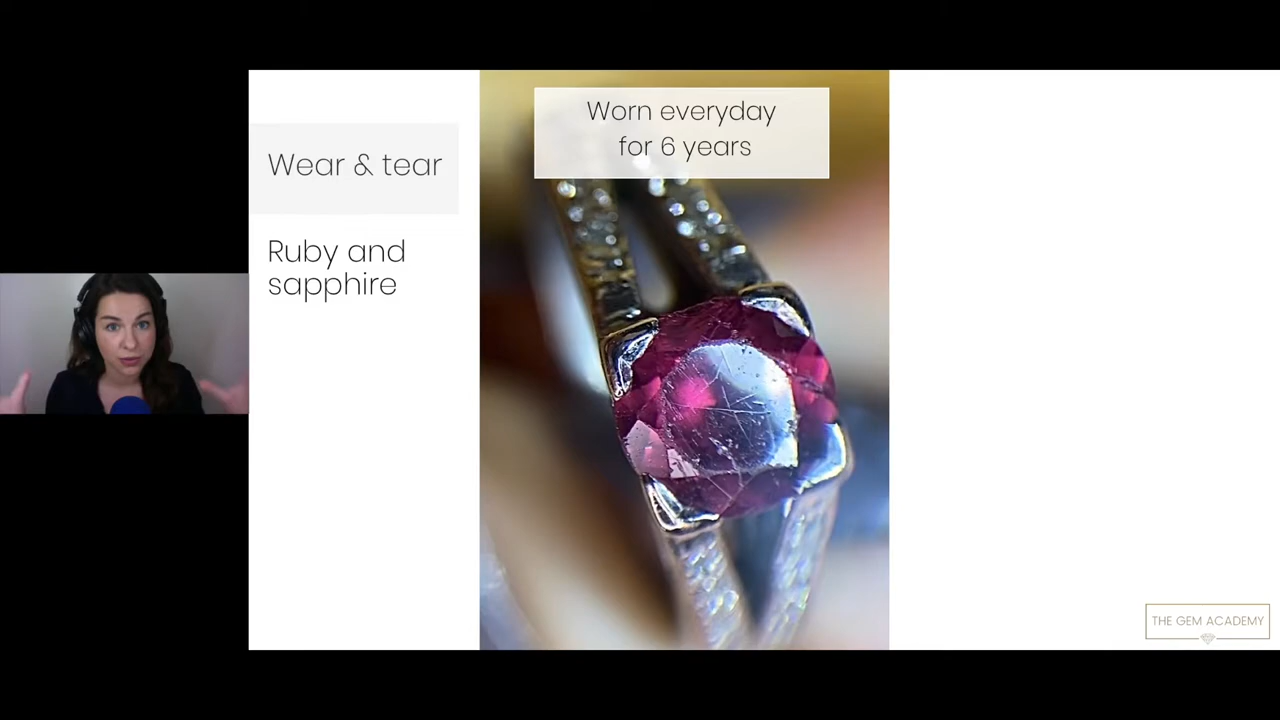 Worn everyday
for 6 years
Wear & tear
Ruby and
sapphire
THE GEM ACADEMY